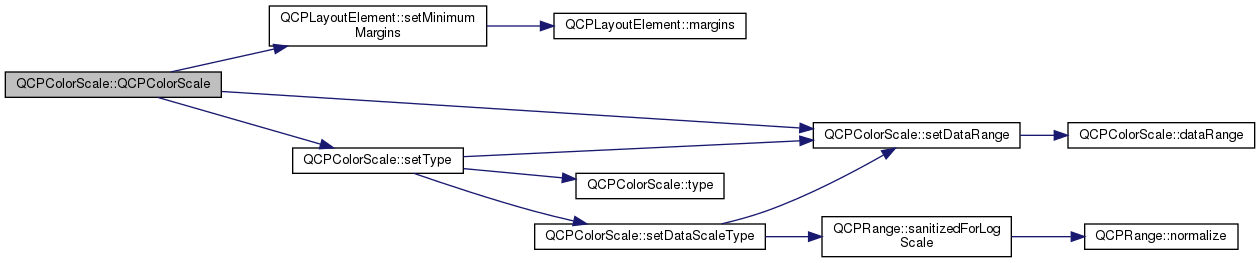 QCPLayoutElement::setMinimum
Margins
QCPLayoutElement::margins
QCPColorScale::QCPColorScale
QCPColorScale::setDataRange
QCPColorScale::dataRange
QCPColorScale::setType
QCPColorScale::type
QCPColorScale::setDataScaleType
QCPRange::sanitizedForLog
Scale
QCPRange::normalize